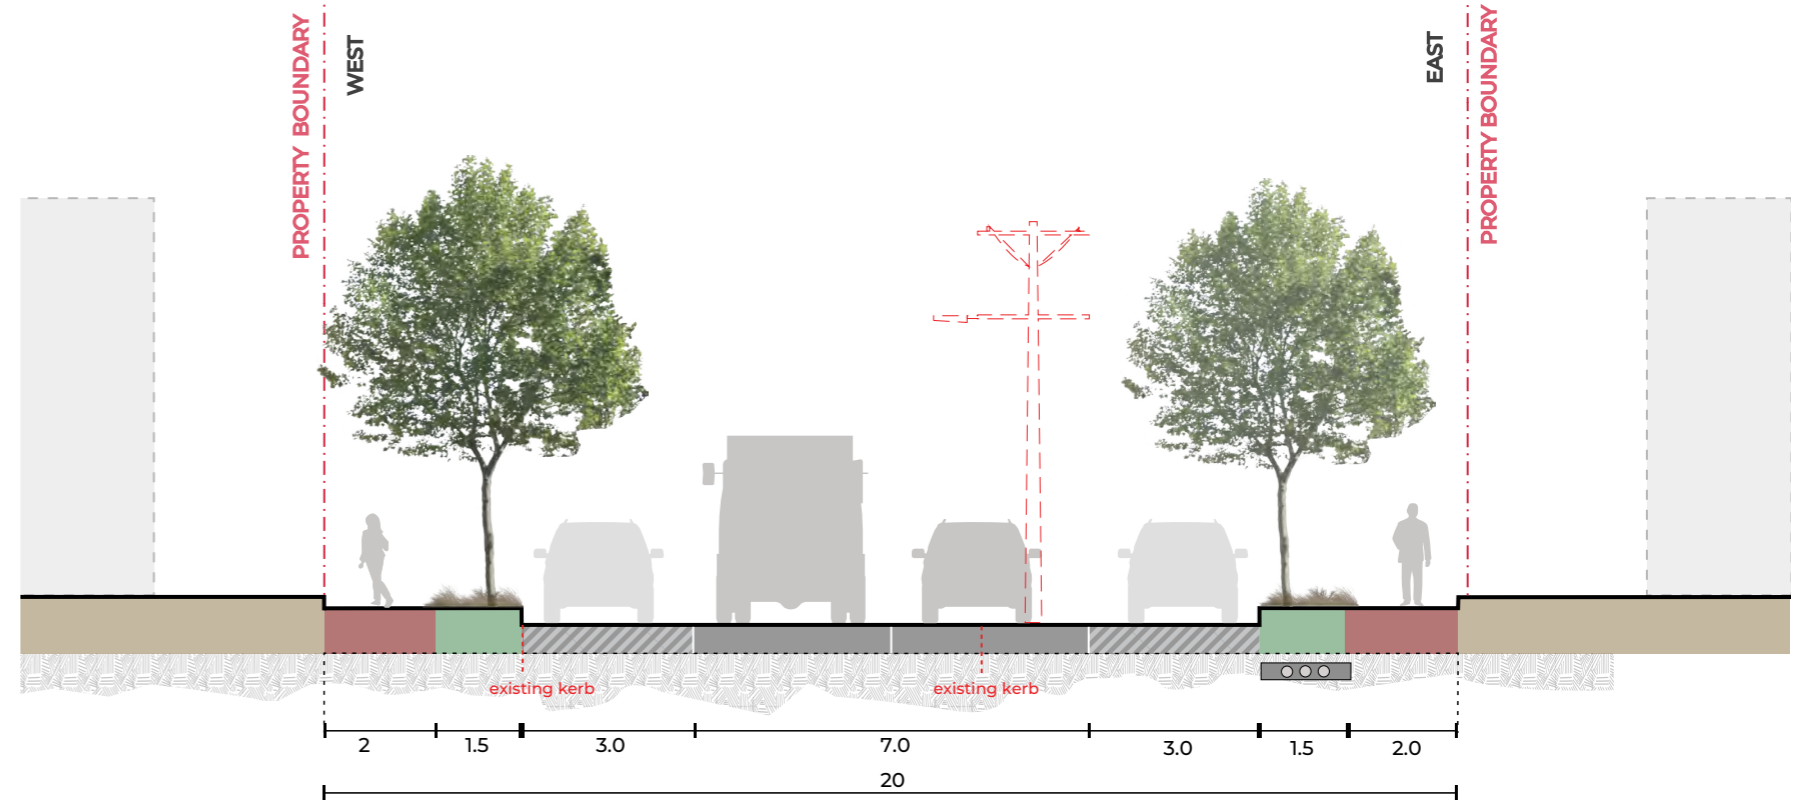 PROPERTY BOUNDARY
WEST
EAST
PROPERTY BOUNDARY
existing kerb
existing kerb
2
1.5
3.0
7.0
3.0
1.5
2.0
20